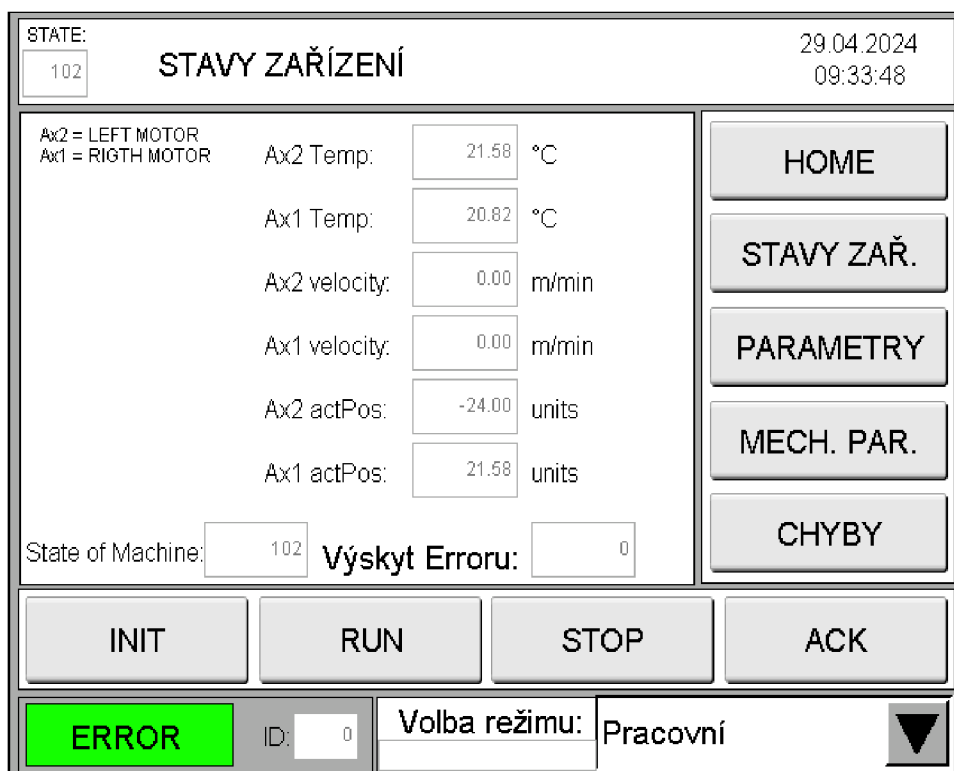 STATE:
102
STAVY ZAŘÍZENÍ
29.04.2024
09:33:48
Ax2 = LEFT MOTOR
Ax1 = RIGTH MOTOR
Ax2 Temp: 21.58 °C
Ax1 Temp: 20.82 °C
Ax2 velocity: 0.00 m/min
Ax1 velocity: 0.00 m/min
Ax2 actPos: -24.00 units
Ax1 actPos: 21.58 units
State of Machine: 102 Výskyt Erroru: 0
HOME
STAVY ZAŘ.
PARAMETRY
MECH. PAR.
CHYBY
INIT RUN STOP ACK
ERROR ID: 0 Volba režimu: Pracovní